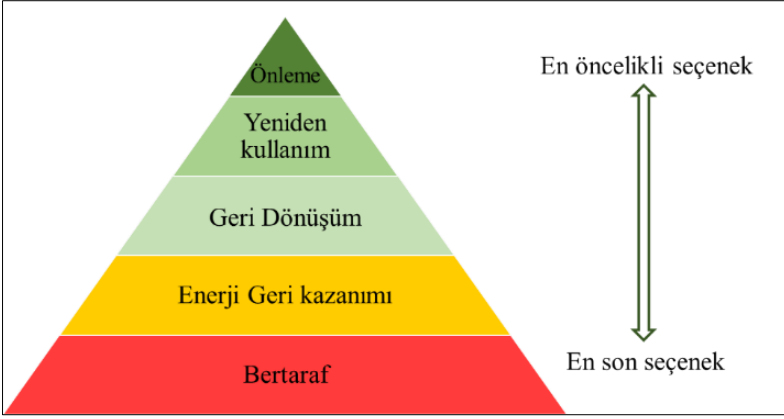 Önleme
Yeniden
kullanım
Geri Dönüşüm
Enerji Geri kazanımı
Bertaraf
En öncelikli seçenek
En son seçenek